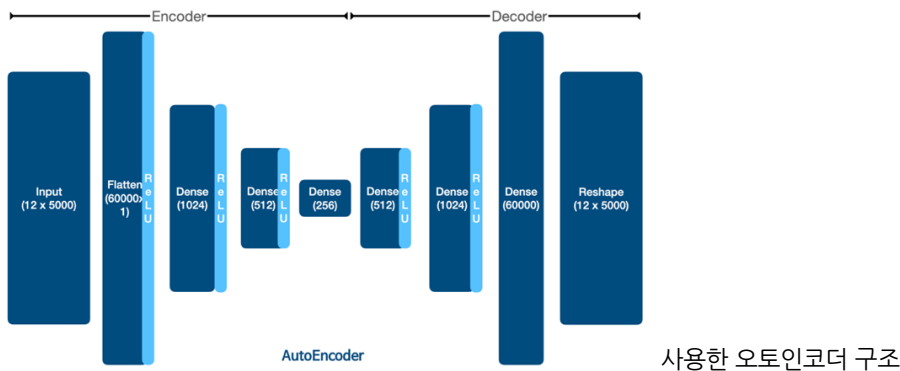 Encoder
Decoder
Input
(12 x 5000)
Flatten
(60000x
1)
ReLU
Dense
(1024)
ReLU
Dense
(512)
ReLU
Dense
(256)
Dense
(512)
ReLU
Dense
(1024)
ReLU
Dense
(60000)
Reshape
(12 x 5000)
AutoEncoder
사용한 오토인코더 구조